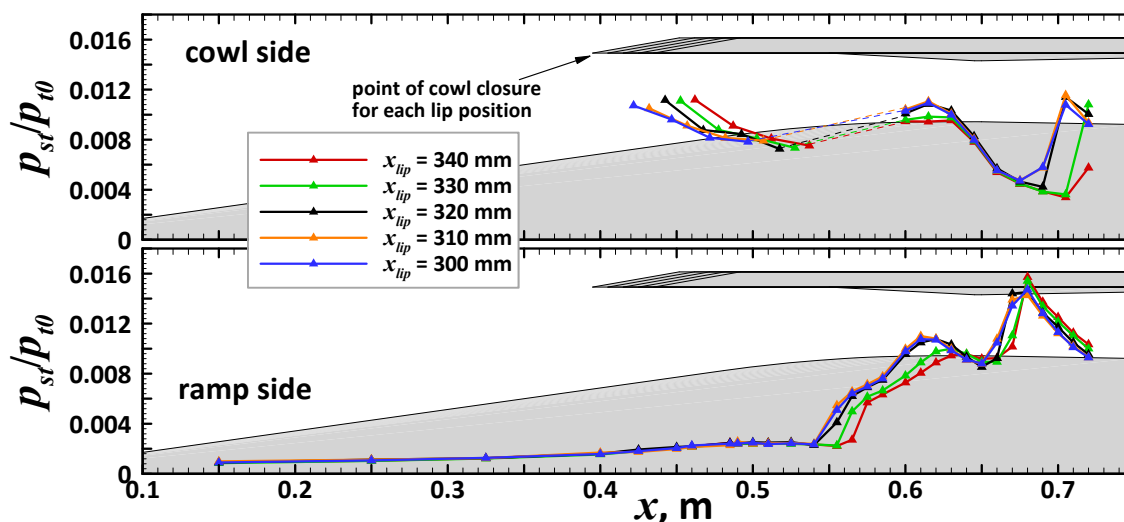 0.016
cowl side
0.012
point of cowl closure
for each lip position
p_st/p_t0
0.008
x_lip = 340 mm
x_lip = 330 mm
0.004
x_lip = 320 mm
x_lip = 310 mm
0
x_lip = 300 mm
0.016
0.012
p_st/p_t0
0.008
ramp side
0.004
0
0.1 0.2 0.3 0.4 0.5 0.6 0.7
x, m